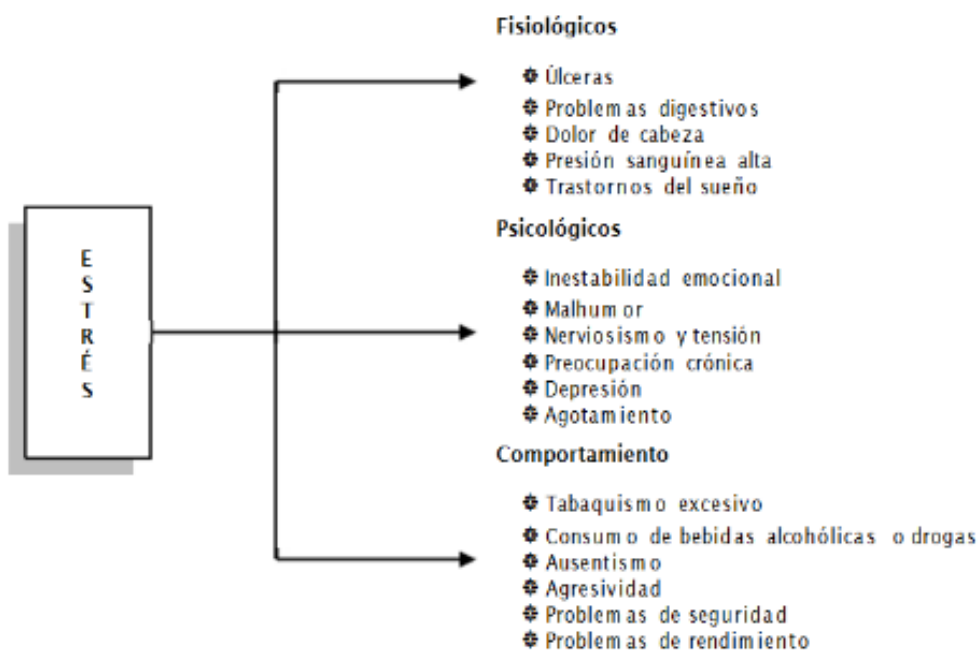 ESTRÉS
Fisiológicos
Úlceras
Problemas digestivos
Dolor de cabeza
Presión sanguínea alta
Trastornos del sueño
Psicológicos
Inestabilidad emocional
Malhumor
Nerviosismo y tensión
Preocupación crónica
Depresión
Agotamiento
Comportamiento
Tabaquismo excesivo
Consumo de bebidas alcohólicas o drogas
Ausentismo
Agresividad
Problemas de seguridad
Problemas de rendimiento